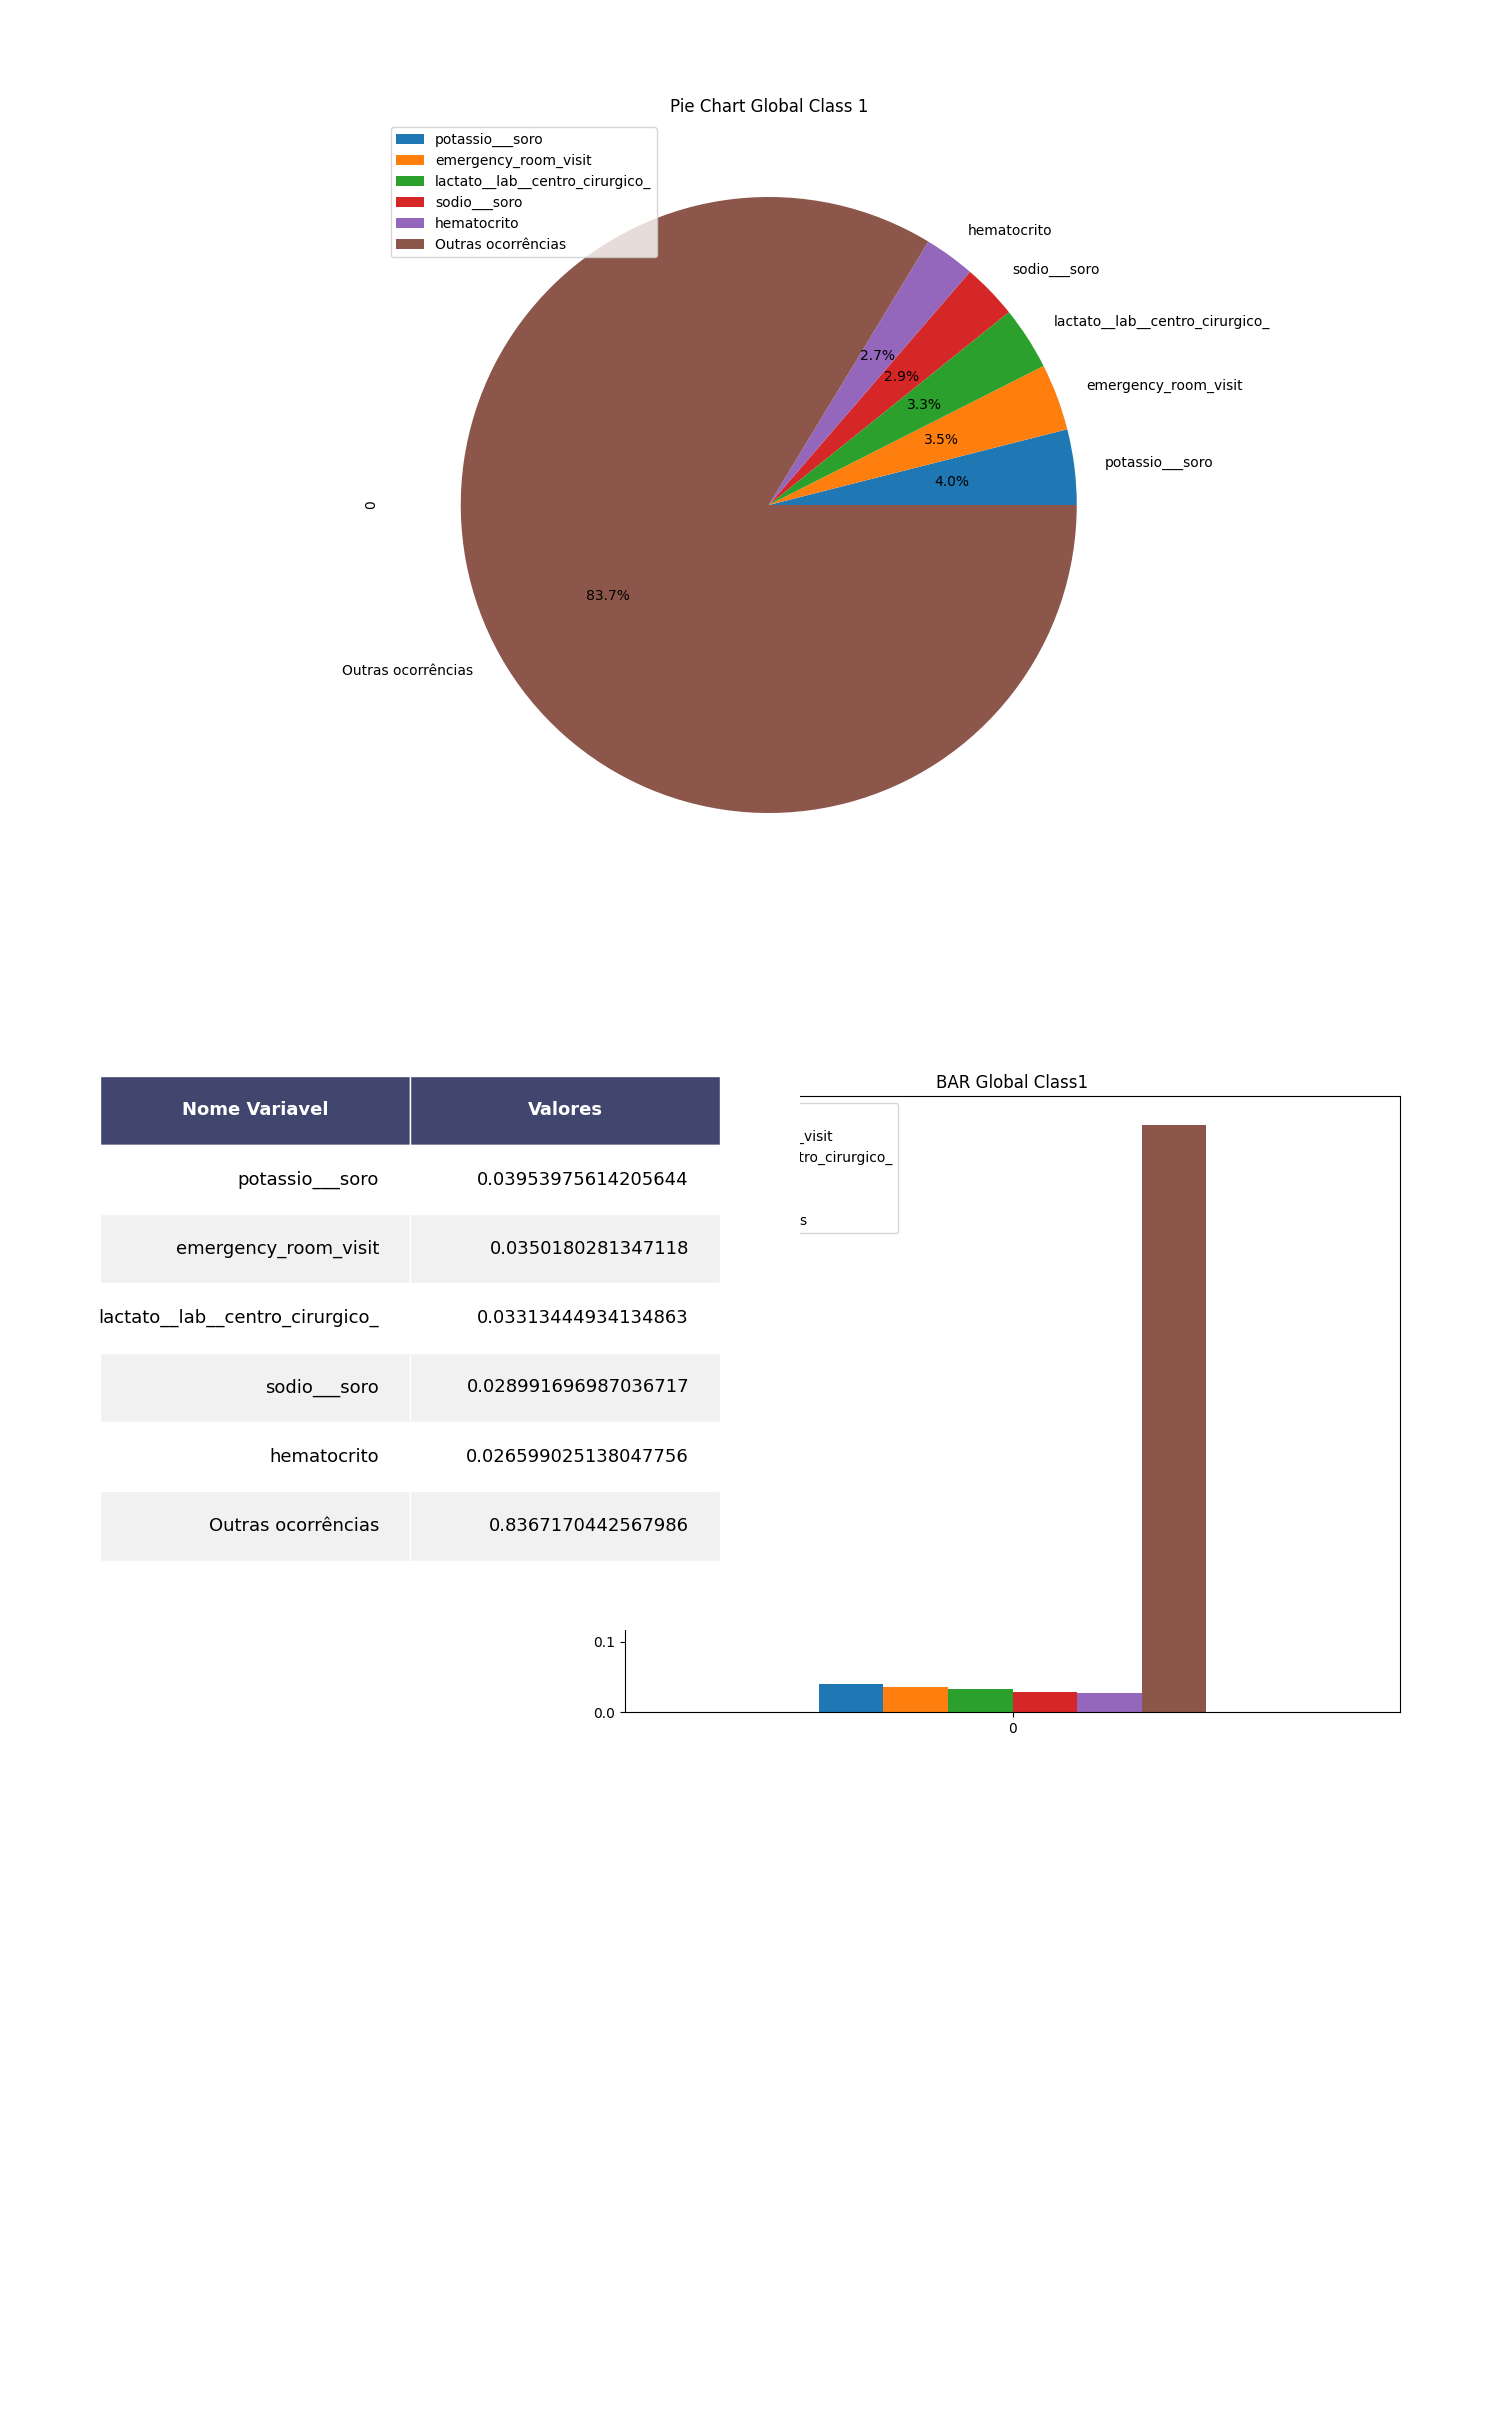 Pie Chart Global Class 1
potassio___soro
emergency_room_visit
lactato__lab__centro_cirurgico_
sodio___soro
hematocrito
Outras ocorrências
hematocrito
sodio___soro
lactato__lab__centro_cirurgico_
emergency_room_visit
potassio___soro
2.7%
2.9%
3.3%
3.5%
4.0%
0
83.7%
Outras ocorrências
Nome Variavel Valores
potassio___soro 0.03953975614205644
emergency_room_visit 0.0350180281347118
lactato__lab__centro_cirurgico_ 0.03313444934134863
sodio___soro 0.028991696987036717
hematocrito 0.026599025138047756
Outras ocorrências 0.8367170442567986
BAR Global Class1
_visit
tro_cirurgico_
s
0.1
0.0
0